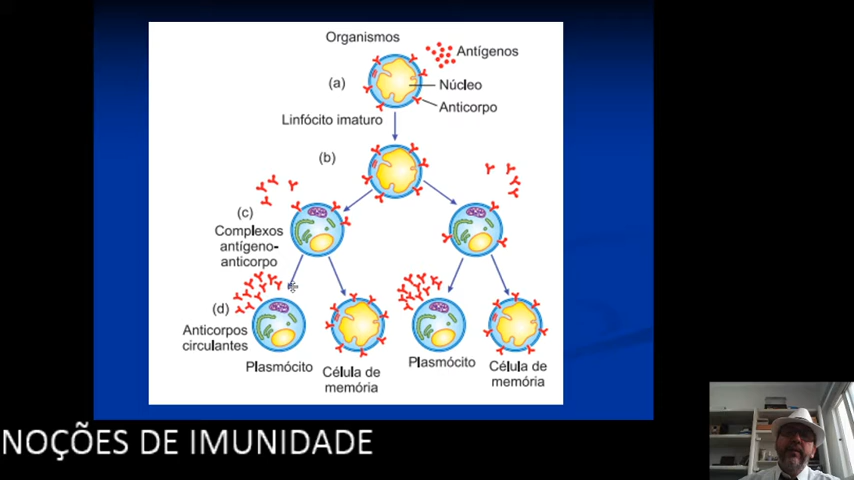 Organismos
Antígenos
(a)
Núcleo
Anticorpo
Linfócito imaturo
(b)
(c)
Complexos
antígeno-
anticorpo
(d)
Anticorpos
circulantes
Plasmócito
Célula de
memória
Plasmócito
Célula de
memória
NOÇÕES DE IMUNIDADE